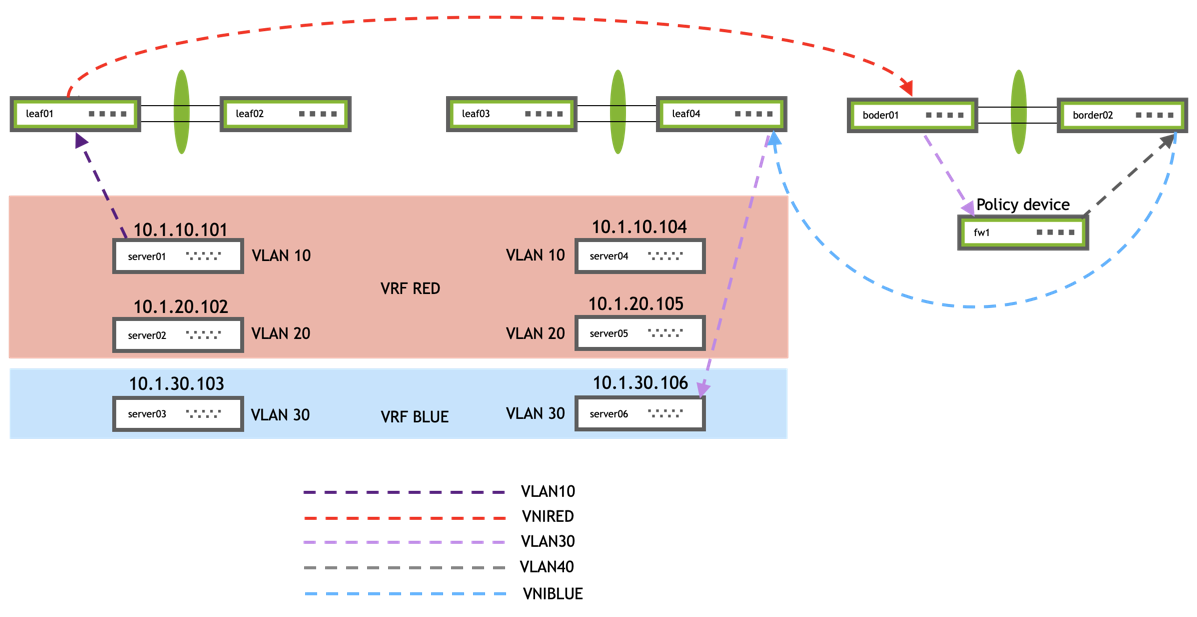 leaf01
leaf02
leaf03
leaf04
boder01
border02
Policy device
fw1
10.1.10.101
server01
VLAN 10
10.1.10.104
VLAN 10
server04
VRF RED
10.1.20.102
server02
VLAN 20
10.1.20.105
VLAN 20
server05
10.1.30.103
server03
VLAN 30
VRF BLUE
10.1.30.106
VLAN 30
server06
VLAN10
VNIRED
VLAN30
VLAN40
VNIBLUE